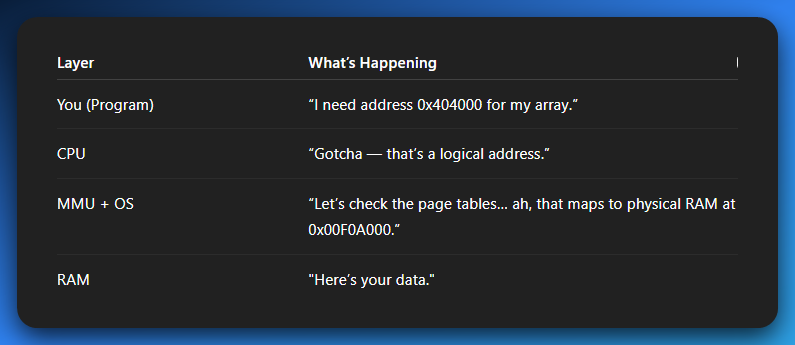 Layer What’s Happening
You (Program) “I need address 0x404000 for my array.”
CPU “Gotcha — that’s a logical address.”
MMU + OS “Let’s check the page tables... ah, that maps to physical RAM at
0x00F0A000.”
RAM "Here’s your data."